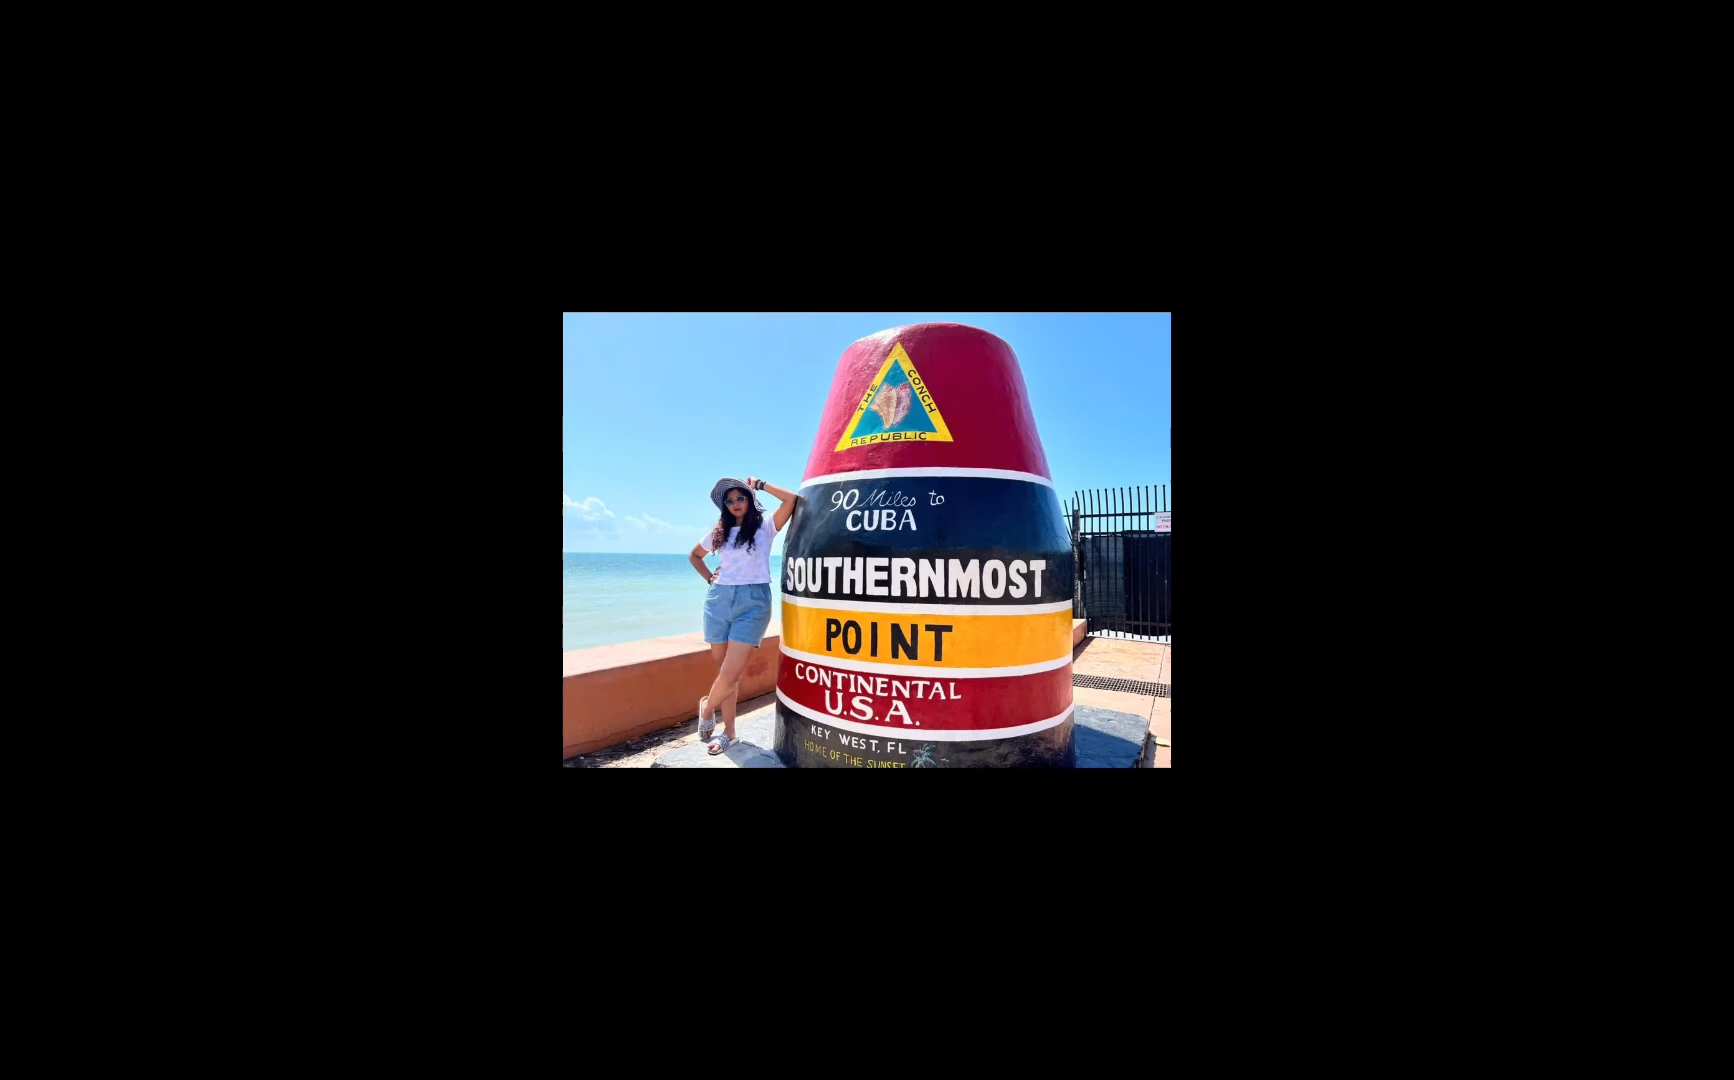 THE CONCH
REPUBLIC
90 Miles to
CUBA
SOUTHERNMOST
POINT
CONTINENTAL
U.S.A.
KEY WEST, FL
HOME OF THE SUNSET